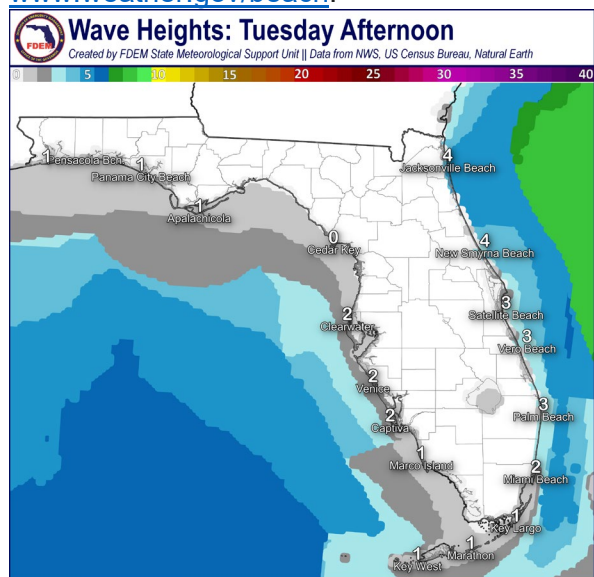 www.weather.gov/beach.
FDEM
Wave Heights: Tuesday Afternoon
Created by FDEM State Meteorological Support Unit || Data from NWS, US Census Bureau, Natural Earth
0 5 10 15 20 25 30 35 40
4
Jacksonville Beach
1
Pensacola Bch
1
Panama City Beach
1
Apalachicola
0
Cedar Key
4
New Smyrna Beach
3
Satellite Beach
2
Clearwater
3
Vero Beach
2
Venice
3
Palm Beach
2
Captiva
1
Marco Island
2
Miami Beach
1
Key Largo
1
Marathon
1
Key West